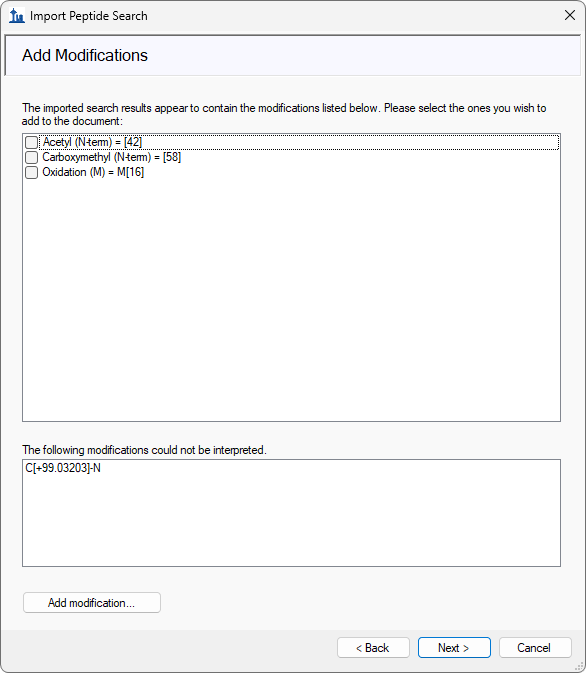 Import Peptide Search
Add Modifications
The imported search results appear to contain the modifications listed below. Please select the ones you wish to
add to the document:
Acetyl (N-term) = [42]
Carboxymethyl (N-term) = [58]
Oxidation (M) = M[16]
The following modifications could not be interpreted.
C[+99.03203]-N
Add modification...
< Back
Next >
Cancel